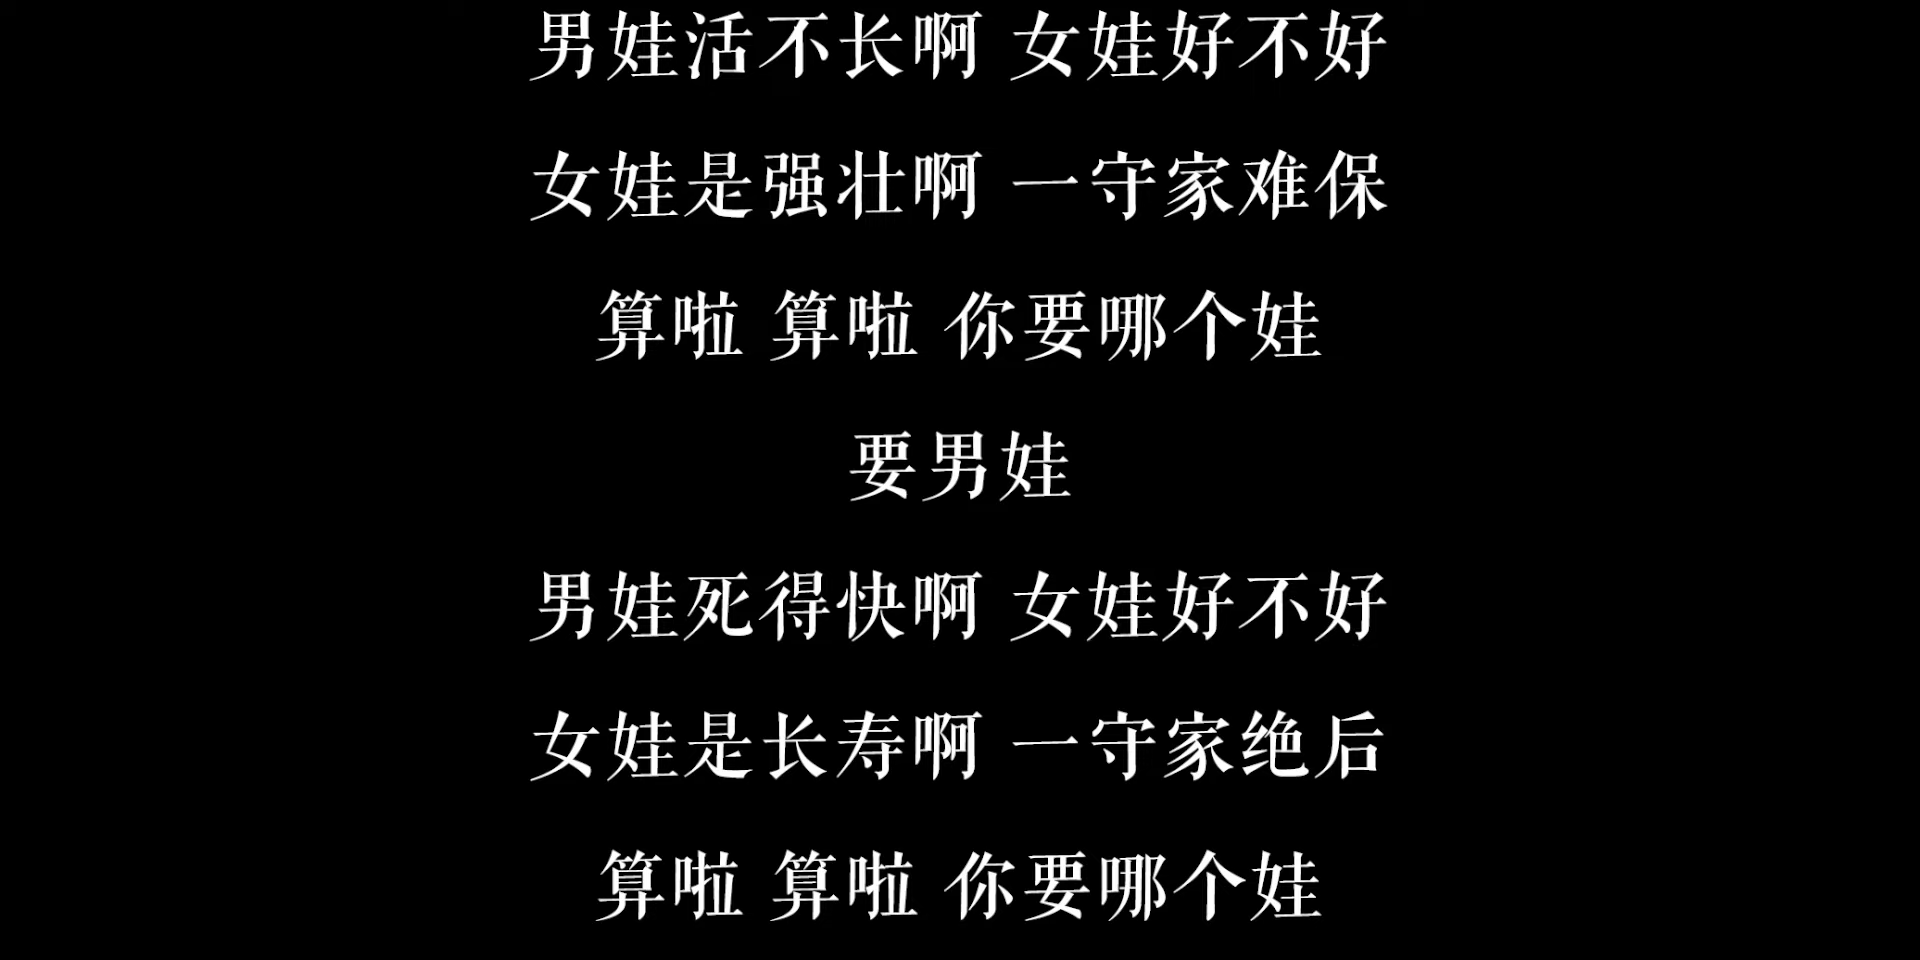 男娃活不长啊 女娃好不好
女娃是强壮啊 一守家难保
算啦 算啦 你要哪个娃
要男娃
男娃死得快啊 女娃好不好
女娃是长寿啊 一守家绝后
算啦 算啦 你要哪个娃